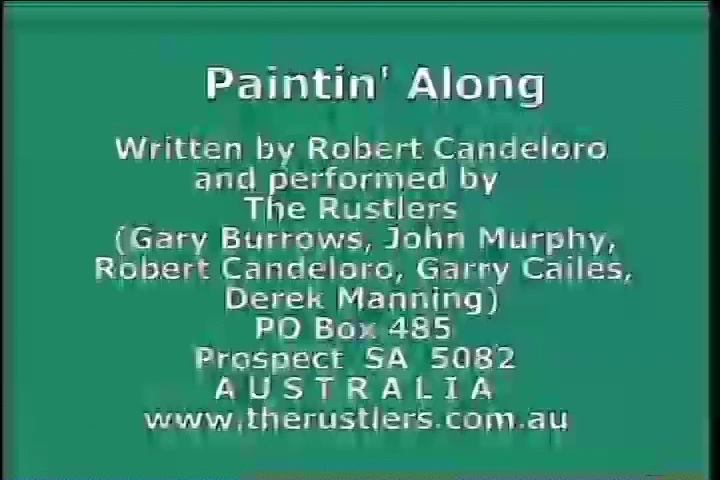 Paintin' Along
Written by Robert Candeloro
and performed by
The Rustlers
(Gary Burrows, John Murphy,
Robert Candeloro, Garry Cailes,
Derek Manning)
PO Box 485
Prospect SA 5082
A U S T R A L I A
www.therustlers.com.au